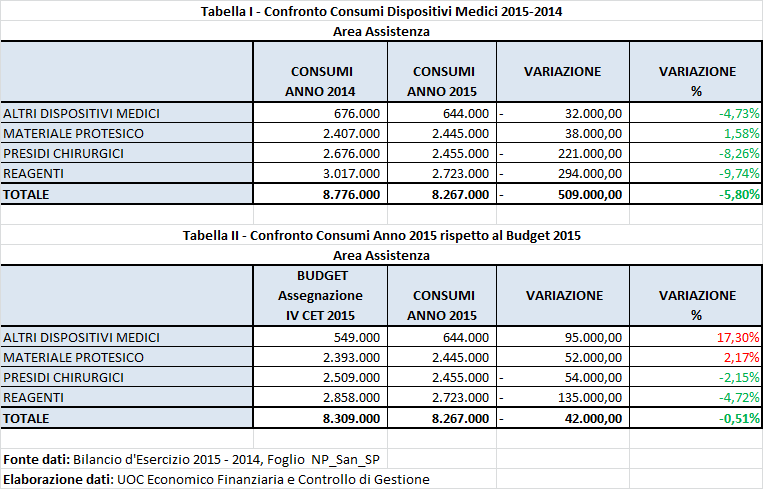 Tabella I - Confronto Consumi Dispositivi Medici 2015-2014
Area Assistenza
CONSUMI ANNO 2014 CONSUMI ANNO 2015 VARIAZIONE VARIAZIONE %
ALTRI DISPOSITIVI MEDICI 676.000 644.000 - 32.000,00 -4,73%
MATERIALE PROTESICO 2.407.000 2.445.000 38.000,00 1,58%
PRESIDI CHIRURGICI 2.676.000 2.455.000 - 221.000,00 -8,26%
REAGENTI 3.017.000 2.723.000 - 294.000,00 -9,74%
TOTALE 8.776.000 8.267.000 - 509.000,00 -5,80%
Tabella II - Confronto Consumi Anno 2015 rispetto al Budget 2015
Area Assistenza
BUDGET Assegnazione IV CET 2015 CONSUMI ANNO 2015 VARIAZIONE VARIAZIONE %
ALTRI DISPOSITIVI MEDICI 549.000 644.000 95.000,00 17,30%
MATERIALE PROTESICO 2.393.000 2.445.000 52.000,00 2,17%
PRESIDI CHIRURGICI 2.509.000 2.455.000 - 54.000,00 -2,15%
REAGENTI 2.858.000 2.723.000 - 135.000,00 -4,72%
TOTALE 8.309.000 8.267.000 - 42.000,00 -0,51%
Fonte dati: Bilancio d'Esercizio 2015 - 2014, Foglio NP_San_SP
Elaborazione dati: UOC Economico Finanziaria e Controllo di Gestione